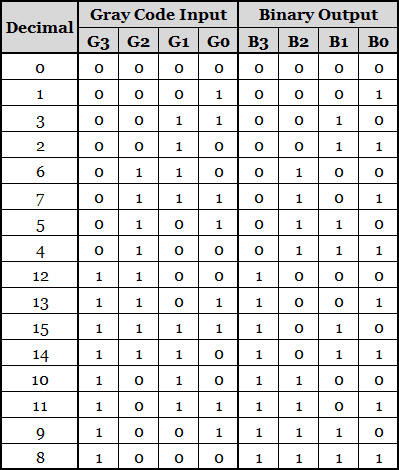 Decimal Gray Code Input Binary Output
G3 G2 G1 G0 B3 B2 B1 B0
0 0 0 0 0 0 0 0 0
1 0 0 0 1 0 0 0 1
3 0 0 1 1 0 0 1 0
2 0 0 1 0 0 0 1 1
6 0 1 1 0 0 1 0 0
7 0 1 1 1 0 1 0 1
5 0 1 0 1 0 1 1 0
4 0 1 0 0 0 1 1 1
12 1 1 0 0 1 0 0 0
13 1 1 0 1 1 0 0 1
15 1 1 1 1 1 0 1 0
14 1 1 1 0 1 0 1 1
10 1 0 1 0 1 1 0 0
11 1 0 1 1 1 1 0 1
9 1 0 0 1 1 1 1 0
8 1 0 0 0 1 1 1 1